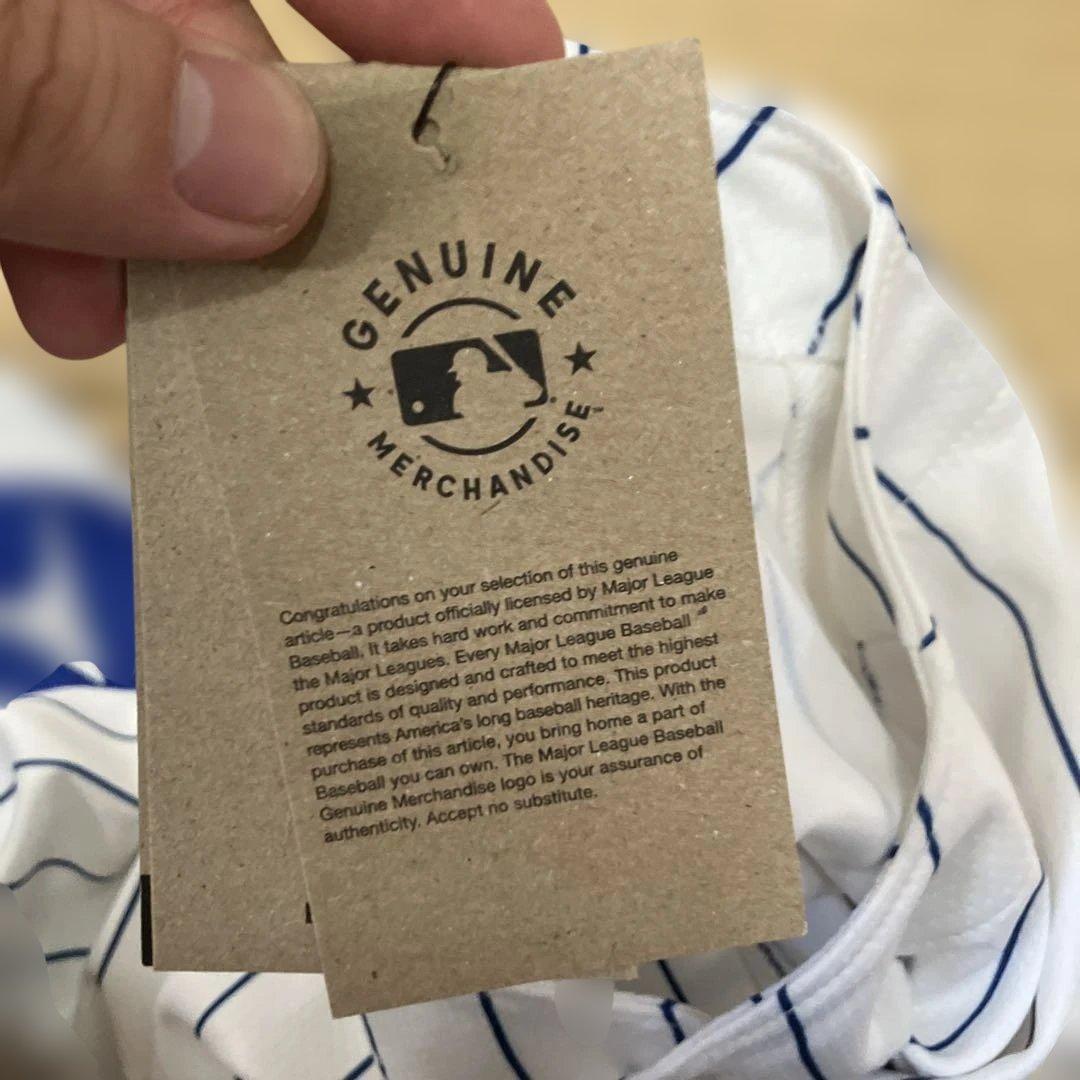 GENUINE
MERCHANDISE™
Congratulations on your selection of this genuine
article—a product officially licensed by Major League
Baseball. It takes hard work and commitment to make
the Major Leagues. Every Major League Baseball
product is designed and crafted to meet the highest
standards of quality and performance. This product
represents America's long baseball heritage. With the
purchase of this article, you bring home a part of
Baseball you can own. The Major League Baseball
Genuine Merchandise logo is your assurance of
authenticity. Accept no substitute.